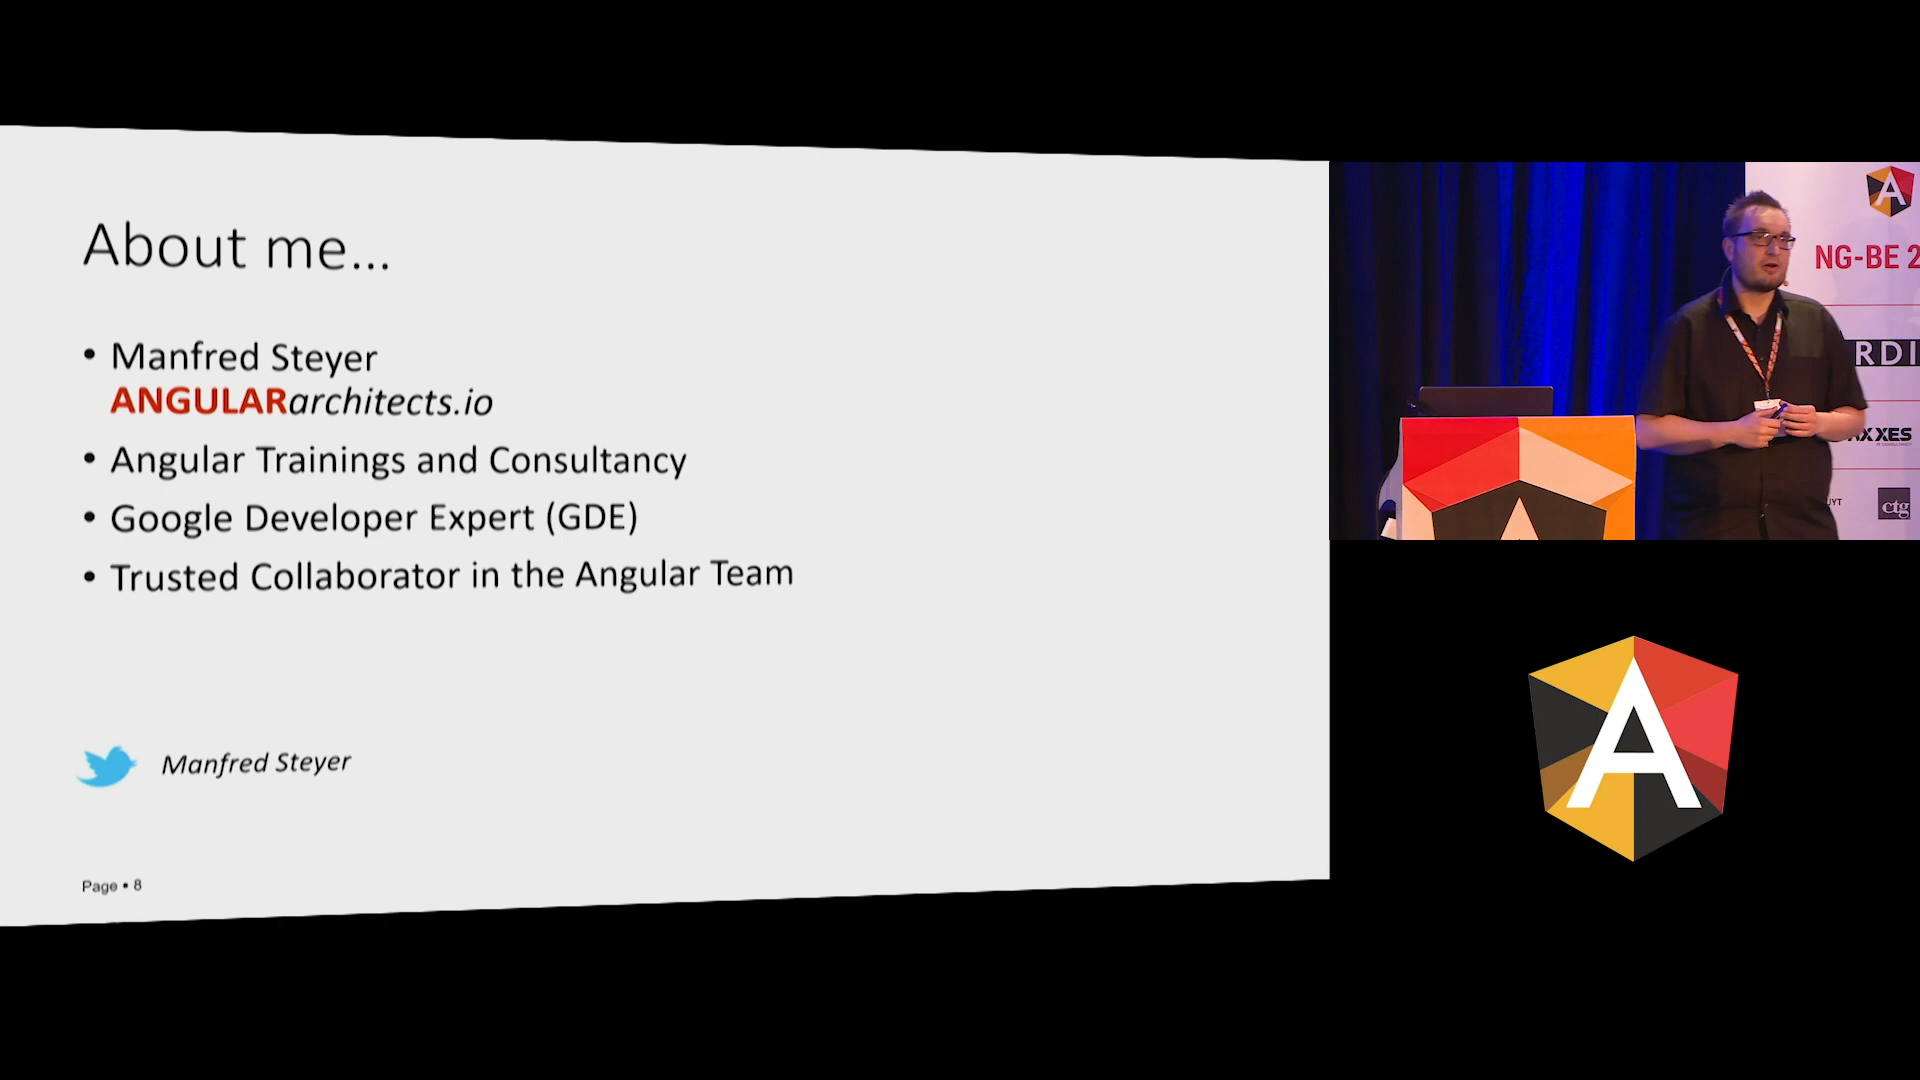 About me...
• Manfred Steyer
ANGULARarchitects.io
• Angular Trainings and Consultancy
• Google Developer Expert (GDE)
• Trusted Collaborator in the Angular Team
Manfred Steyer
Page • 8
A
NG-BE 2
RDI
AXXES
ctg
A